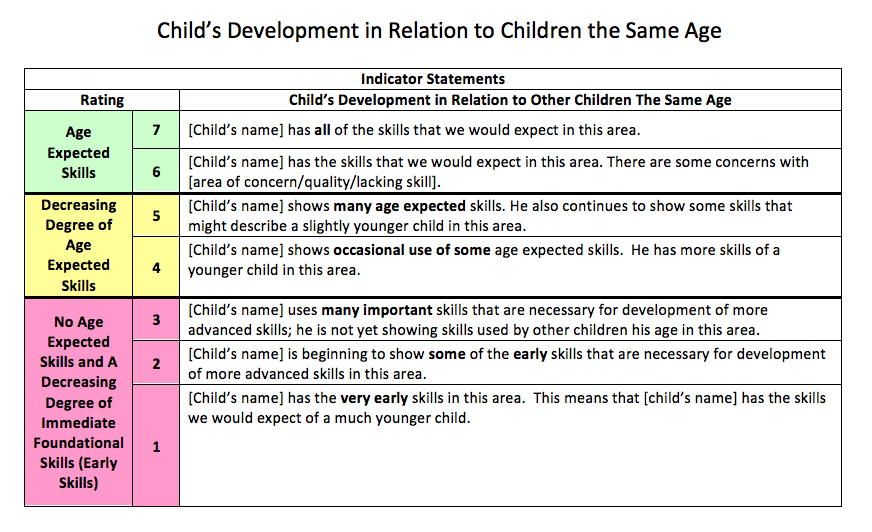 Child’s Development in Relation to Children the Same Age
Indicator Statements
Rating
Child’s Development in Relation to Other Children The Same Age
Age
Expected
Skills
7
[Child’s name] has all of the skills that we would expect in this area.
6
[Child’s name] has the skills that we would expect in this area. There are some concerns with
[area of concern/quality/lacking skill].
Decreasing
Degree of
Age
Expected
Skills
5
[Child’s name] shows many age expected skills. He also continues to show some skills that
might describe a slightly younger child in this area.
4
[Child’s name] shows occasional use of some age expected skills.  He has more skills of a
younger child in this area.
No Age
Expected
Skills and A
Decreasing
Degree of
Immediate
Foundational
Skills (Early
Skills)
3
[Child’s name] uses many important skills that are necessary for development of more
advanced skills; he is not yet showing skills used by other children his age in this area.
2
[Child’s name] is beginning to show some of the early skills that are necessary for development
of more advanced skills in this area.
1
[Child’s name] has the very early skills in this area.  This means that [child’s name] has the skills
we would expect of a much younger child.